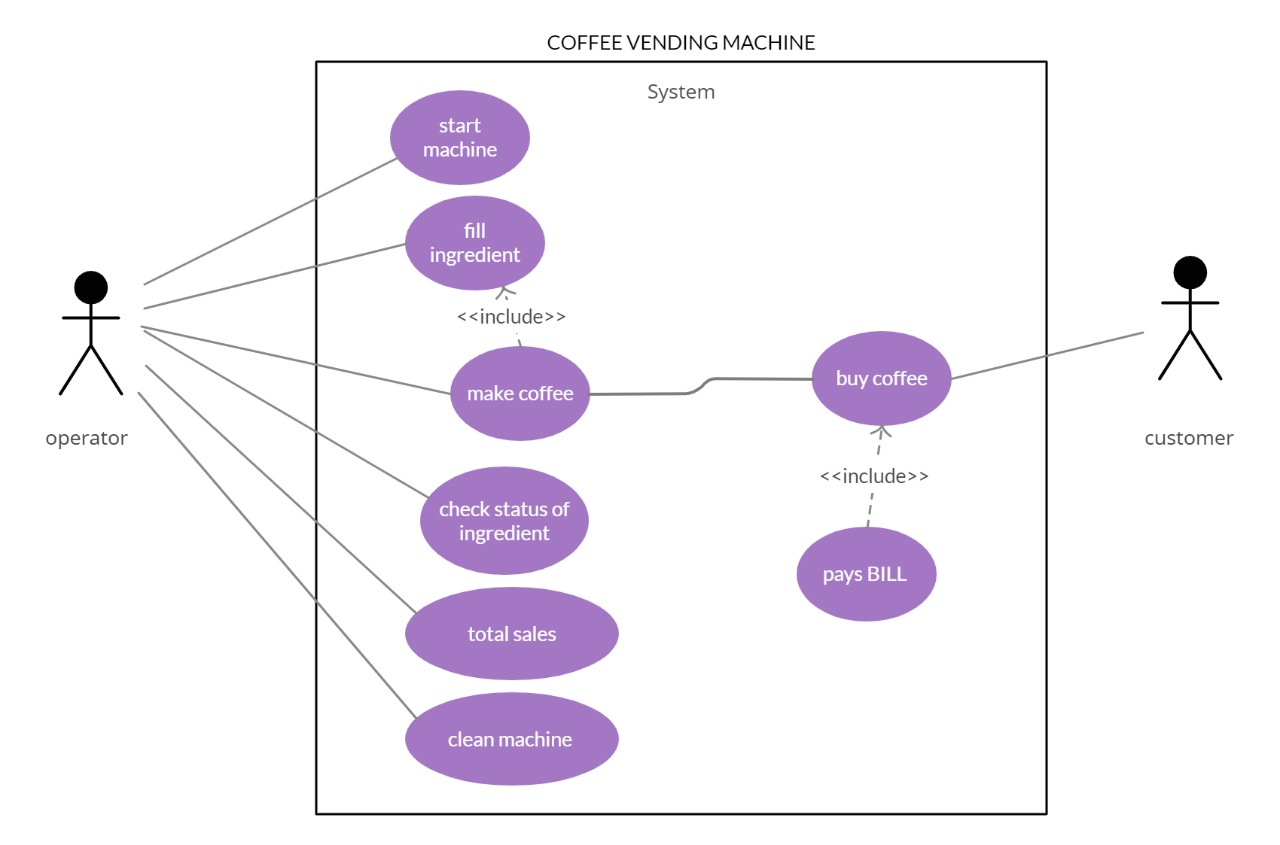 COFFEE VENDING MACHINE
System
start
machine
fill
ingredient
<<include>>
make coffee
buy coffee
operator
customer
<<include>>
check status of
ingredient
pays BILL
total sales
clean machine